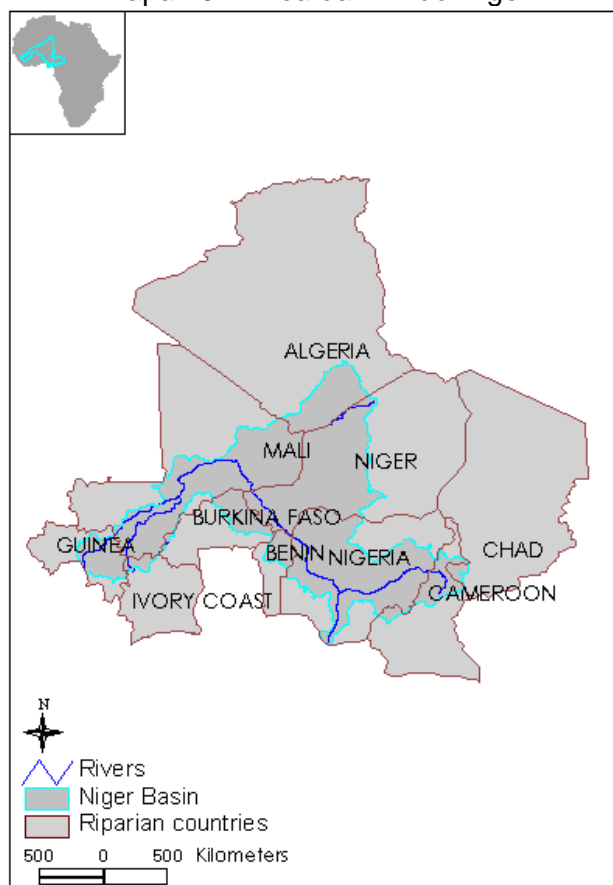 ALGERIA
MALI
NIGER
BURKINA FASO
GUINEA
BENIN
NIGERIA
CHAD
IVORY COAST
CAMEROON
N
Rivers
Niger Basin
Riparian countries
500 0 500 Kilometers